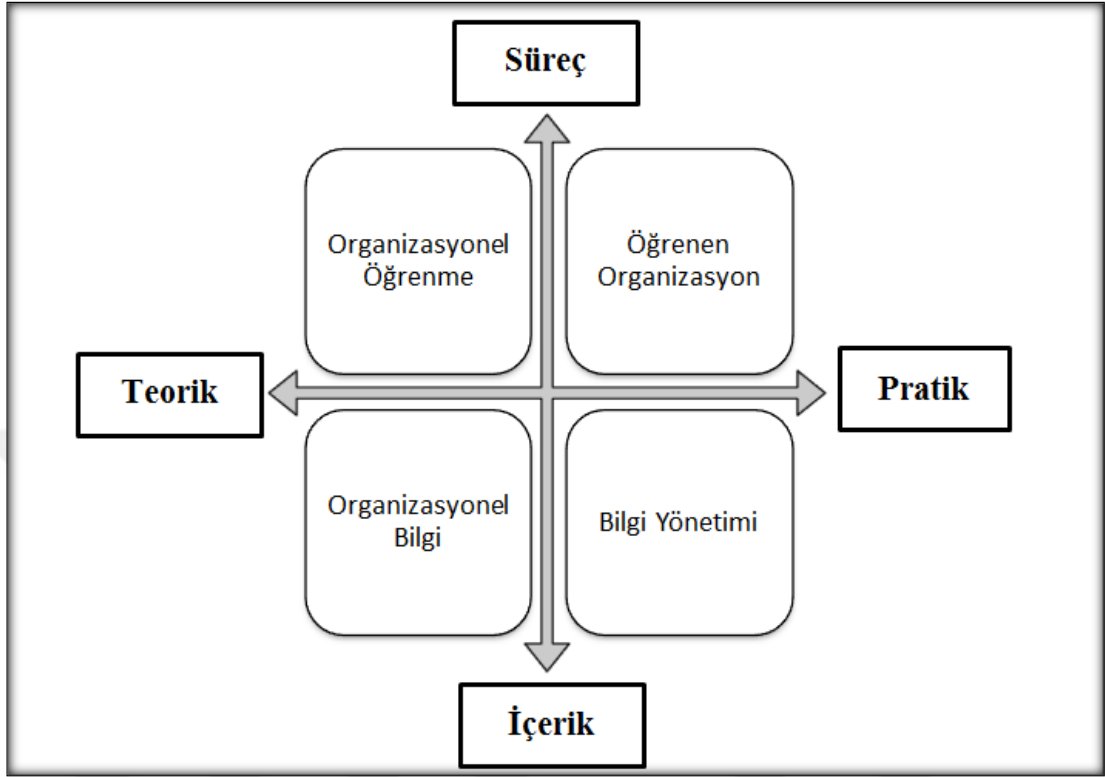 Süreç
Organizasyonel
Öğrenme
Öğrenen
Organizasyon
Teorik
Pratik
Organizasyonel
Bilgi
Bilgi Yönetimi
İçerik